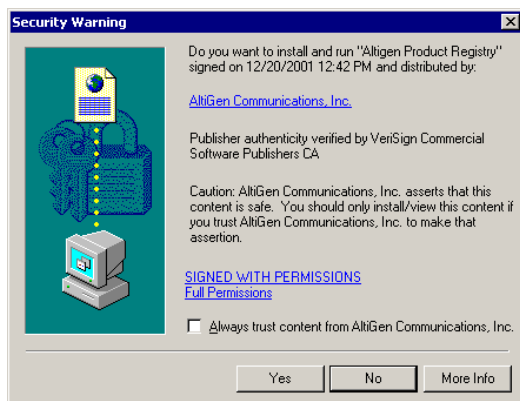 Security Warning
Do you want to install and run "Altigen Product Registry"
signed on 12/20/2001 12:42 PM and distributed by:
AltiGen Communications, Inc.
Publisher authenticity verified by VeriSign Commercial
Software Publishers CA
Caution: AltiGen Communications, Inc. asserts that this
content is safe. You should only install/view this content if
you trust AltiGen Communications, Inc. to make that
assertion.
SIGNED WITH PERMISSIONS
Full Permissions
Always trust content from AltiGen Communications, Inc.
Yes
No
More Info